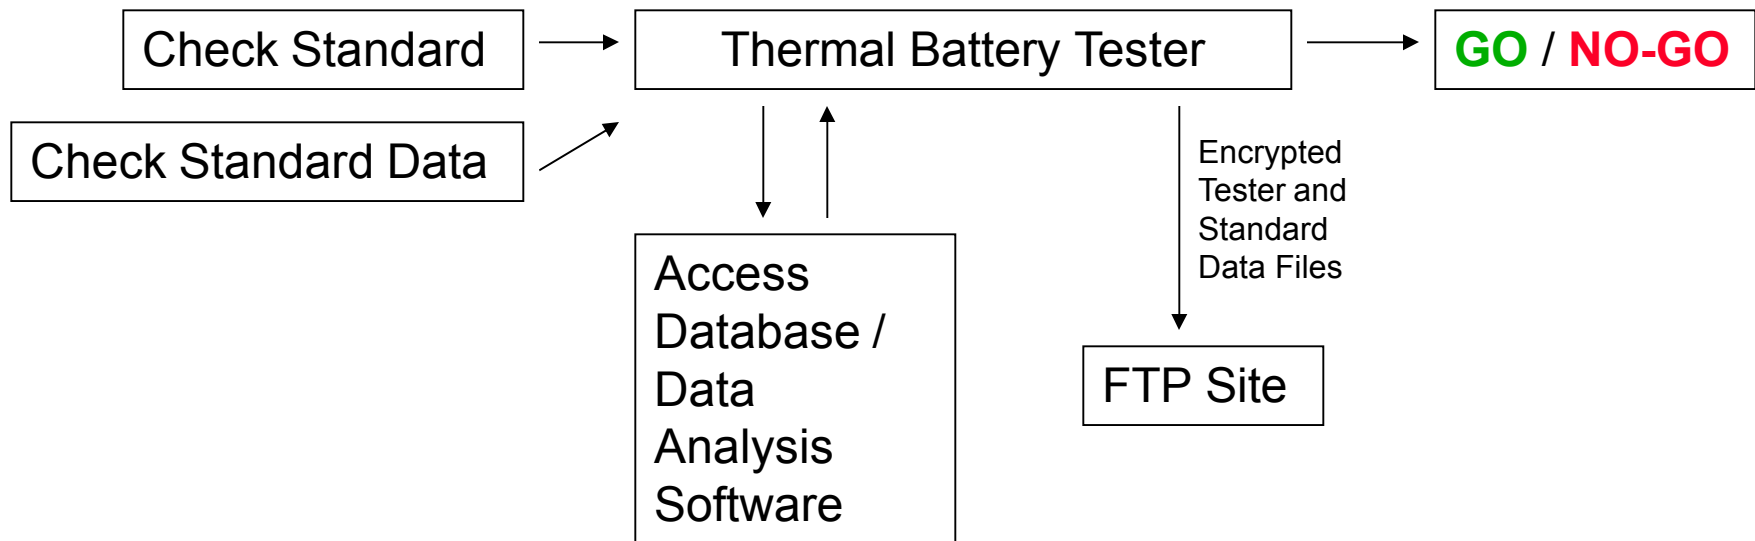 Check Standard
Thermal Battery Tester
GO / NO-GO
Check Standard Data
Encrypted
Tester and
Standard
Data Files
Access
Database /
Data
Analysis
Software
FTP Site